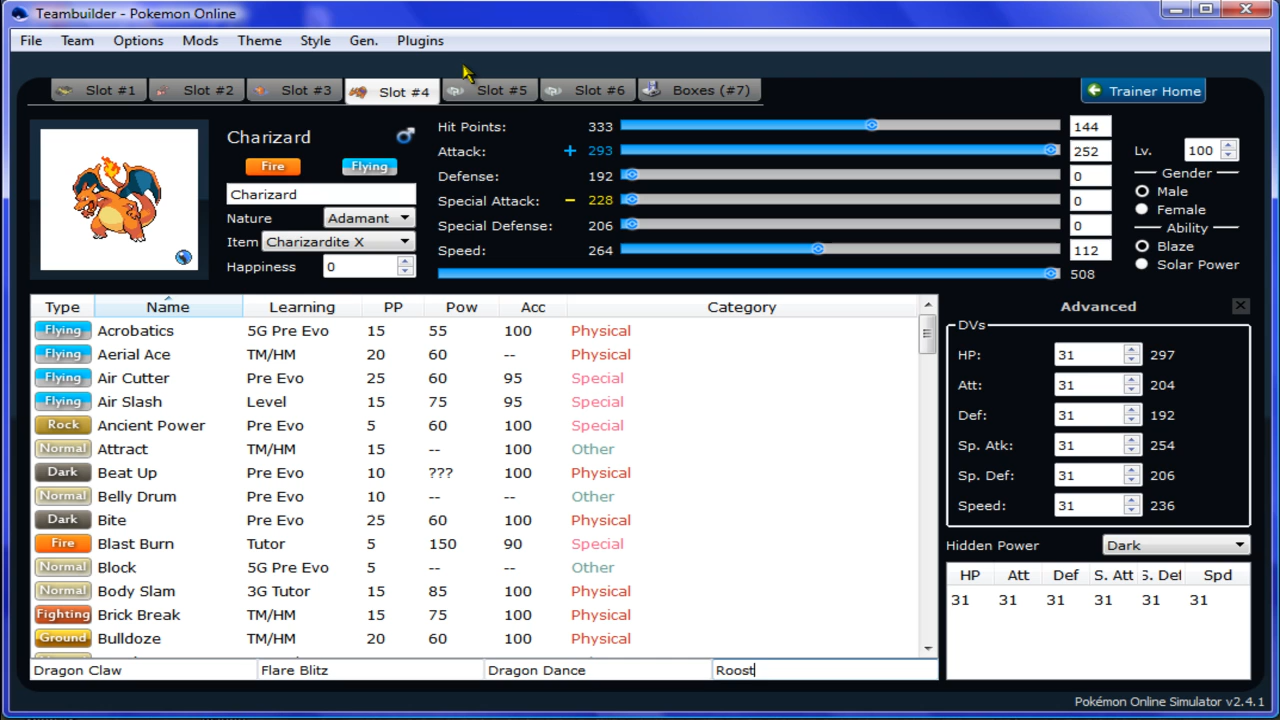 Teambuilder - Pokemon Online
File Team Options Mods Theme Style Gen. Plugins
Slot #1 Slot #2 Slot #3 Slot #4 Slot #5 Slot #6 Boxes (#7) Trainer Home
Charizard
Fire Flying
Charizard
Nature Adamant
Item Charizardite X
Happiness 0
Hit Points: 333 144
Attack: + 293 252
Defense: 192 0
Special Attack: − 228 0
Special Defense: 206 0
Speed: 264 112
508
Lv. 100
Gender
Male
Female
Ability
Blaze
Solar Power
Type Name Learning PP Pow Acc Category
Flying Acrobatics 5G Pre Evo 15 55 100 Physical
Flying Aerial Ace TM/HM 20 60 -- Physical
Flying Air Cutter Pre Evo 25 60 95 Special
Flying Air Slash Level 15 75 95 Special
Rock Ancient Power Pre Evo 5 60 100 Special
Normal Attract TM/HM 15 -- 100 Other
Dark Beat Up Pre Evo 10 ??? 100 Physical
Normal Belly Drum Pre Evo 10 -- -- Other
Dark Bite Pre Evo 25 60 100 Physical
Fire Blast Burn Tutor 5 150 90 Special
Normal Block 5G Pre Evo 5 -- -- Other
Normal Body Slam 3G Tutor 15 85 100 Physical
Fighting Brick Break TM/HM 15 75 100 Physical
Ground Bulldoze TM/HM 20 60 100 Physical
Dragon Claw Flare Blitz Dragon Dance Roost
Advanced
DVs
HP: 31 297
Att: 31 204
Def: 31 192
Sp. Atk: 31 254
Sp. Def: 31 206
Speed: 31 236
Hidden Power Dark
HP Att Def S. Att S. Def Spd
31 31 31 31 31 31
Pokémon Online Simulator v2.4.1